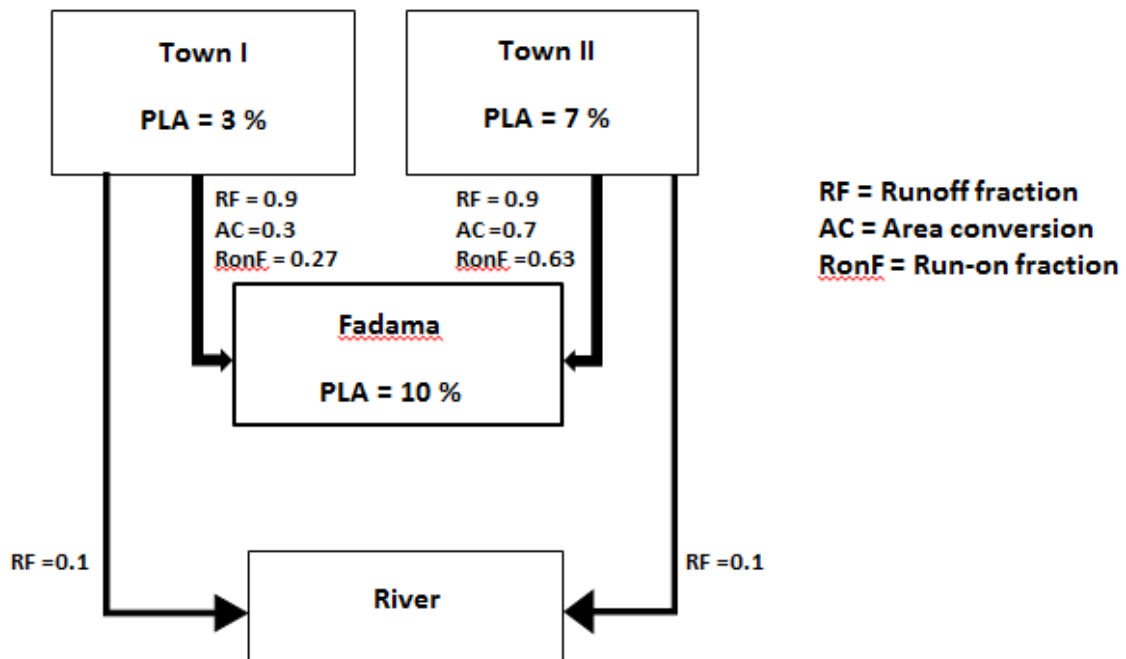 Town I
PLA = 3 %
Town II
PLA = 7 %
RF = 0.9
AC =0.3
RonF = 0.27
RF = 0.9
AC =0.7
RonF =0.63
RF = Runoff fraction
AC = Area conversion
RonF = Run-on fraction
Fadama
PLA = 10 %
RF =0.1
RF =0.1
River